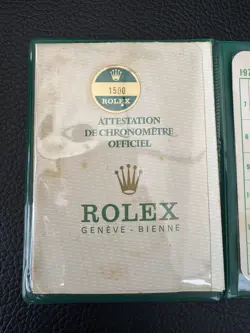 1500
ROLEX
ATTESTATION
DE CHRONOMÈTRE
OFFICIEL
ROLEX
GENÈVE - BIENNE